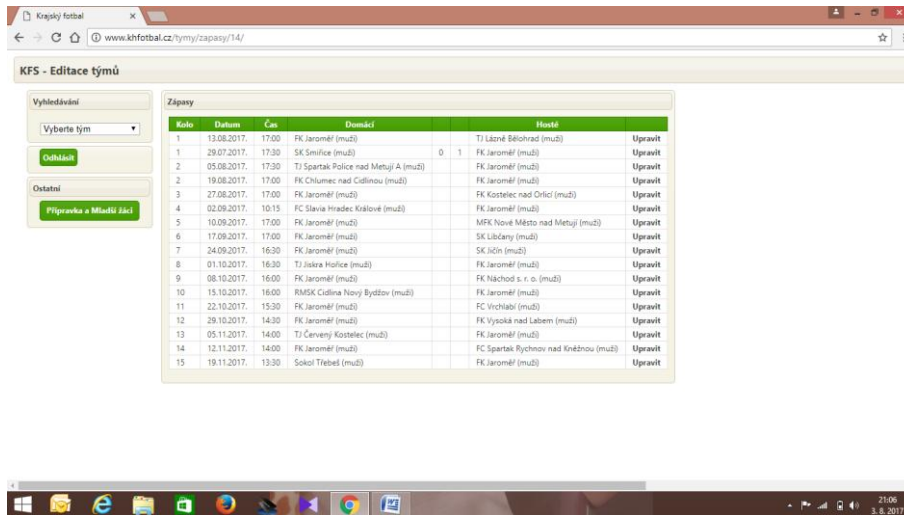 Krajský fotbal
www.khfotbal.cz/tymy/zapasy/14/
KFS - Editace týmů
Vyhledávání
Vyberte tým
Odhlásit
Ostatní
Přípravka a Mladší žáci
Zápasy
Kolo Datum Čas Domácí Hosté
1 13.08.2017. 17:00 FK Jaroměř (muži) TJ Lázně Bělohrad (muži) Upravit
1 29.07.2017. 17:30 SK Smiřice (muži) 0 1 FK Jaroměř (muži) Upravit
2 05.08.2017. 17:30 TJ Spartak Police nad Metují A (muži) FK Jaroměř (muži) Upravit
2 19.08.2017. 17:00 FK Chlumec nad Cidlinou (muži) FK Jaroměř (muži) Upravit
3 27.08.2017. 17:00 FK Jaroměř (muži) FK Kostelec nad Orlicí (muži) Upravit
4 02.09.2017. 10:15 FC Slavia Hradec Králové (muži) FK Jaroměř (muži) Upravit
5 10.09.2017. 17:00 FK Jaroměř (muži) MFK Nové Město nad Metují (muži) Upravit
6 17.09.2017. 17:00 FK Jaroměř (muži) SK Libčany (muži) Upravit
7 24.09.2017. 16:30 FK Jaroměř (muži) SK Jičín (muži) Upravit
8 01.10.2017. 16:30 TJ Jiskra Hořice (muži) FK Jaroměř (muži) Upravit
9 08.10.2017. 16:00 FK Jaroměř (muži) FK Náchod s. r. o. (muži) Upravit
10 15.10.2017. 16:00 RMSK Cidlina Nový Bydžov (muži) FK Jaroměř (muži) Upravit
11 22.10.2017. 15:30 FK Jaroměř (muži) FC Vrchlabí (muži) Upravit
12 29.10.2017. 14:30 FK Jaroměř (muži) FK Vysoká nad Labem (muži) Upravit
13 05.11.2017. 14:00 TJ Červený Kostelec (muži) FK Jaroměř (muži) Upravit
14 12.11.2017. 14:00 FK Jaroměř (muži) FC Spartak Rychnov nad Kněžnou (muži) Upravit
15 19.11.2017. 13:30 Sokol Třebeš (muži) FK Jaroměř (muži) Upravit
21:06
3. 8. 2017